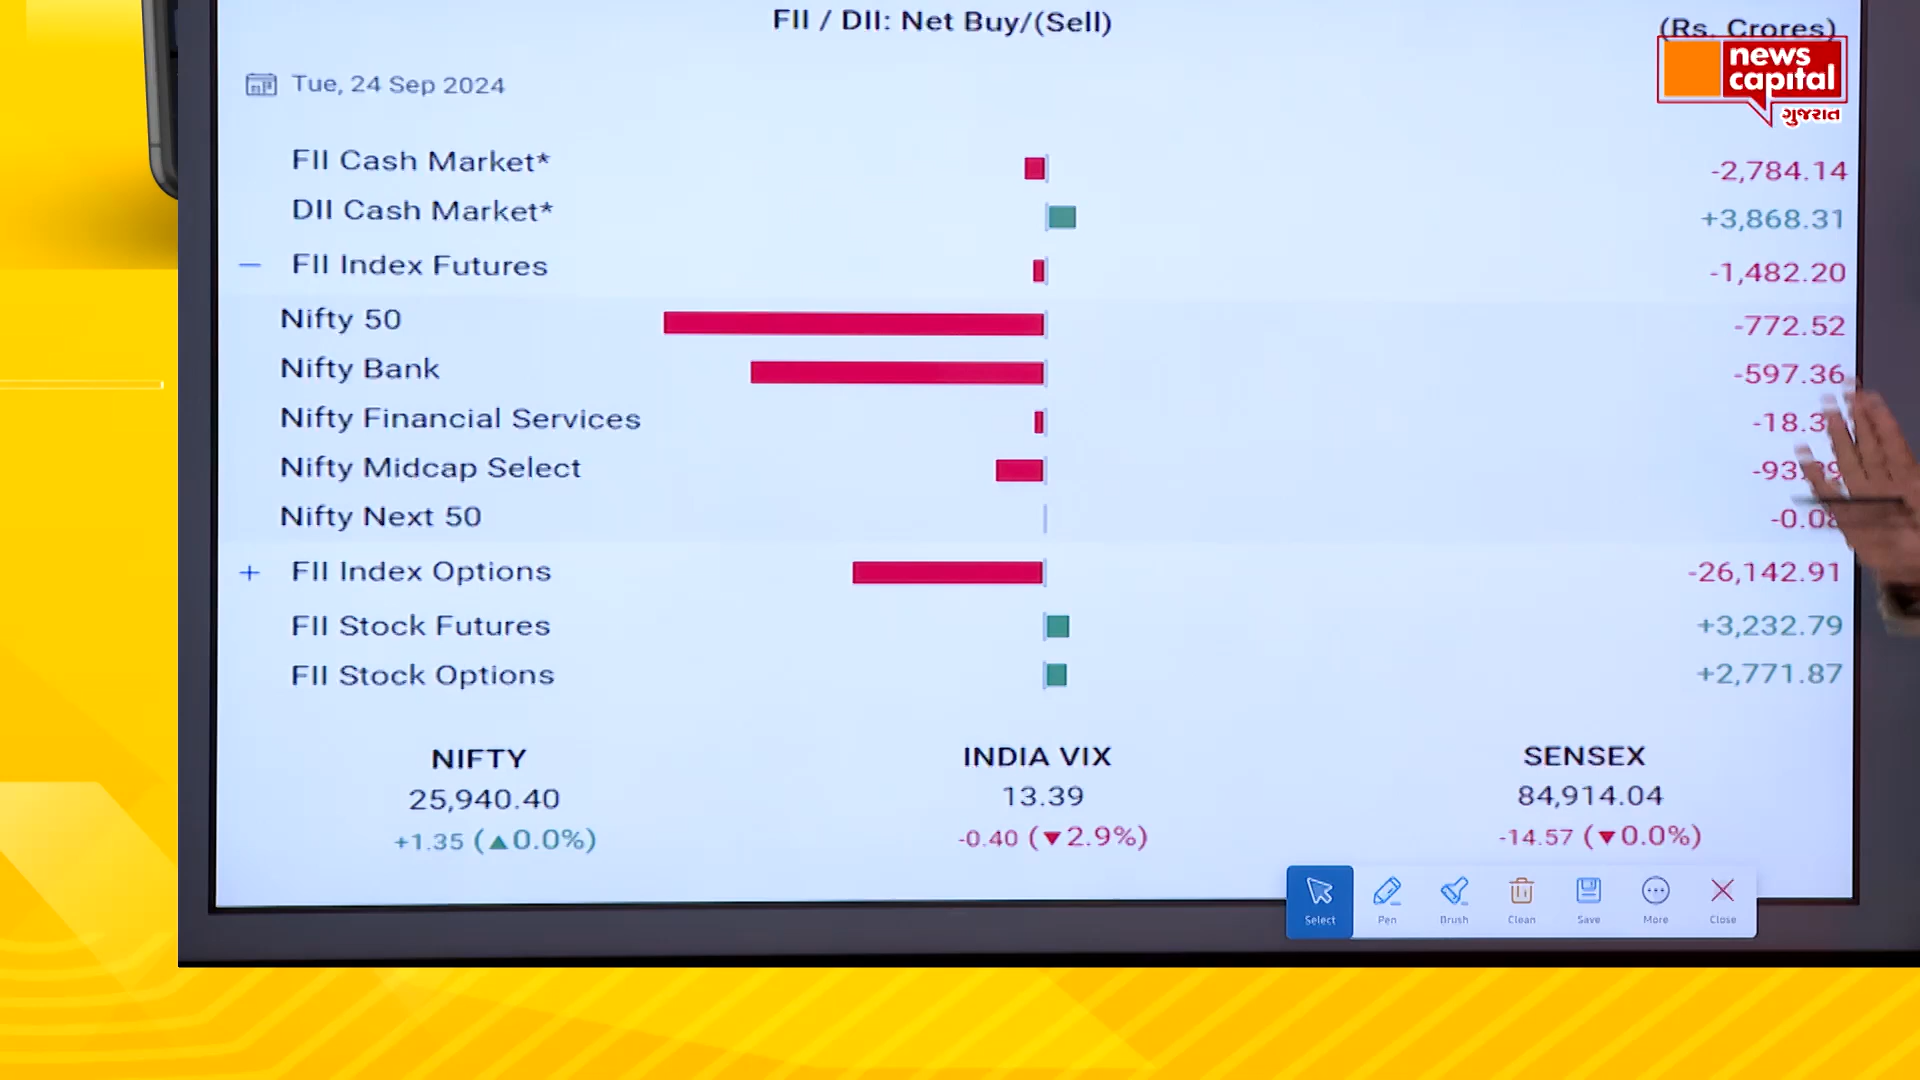 FII / DII: Net Buy/(Sell)
(Rs. Crores)
news
capital
ગુજરાત
Tue, 24 Sep 2024
FII Cash Market* -2,784.14
DII Cash Market* +3,868.31
– FII Index Futures -1,482.20
Nifty 50 -772.52
Nifty Bank -597.36
Nifty Financial Services
Nifty Midcap Select
Nifty Next 50
+ FII Index Options -26,142.91
FII Stock Futures +3,232.79
FII Stock Options +2,771.87
NIFTY INDIA VIX SENSEX
25,940.40 13.39 84,914.04
+1.35 (▲0.0%) -0.40 (▼2.9%) -14.57 (▼0.0%)
Select Pen Brush Clean Save More Close